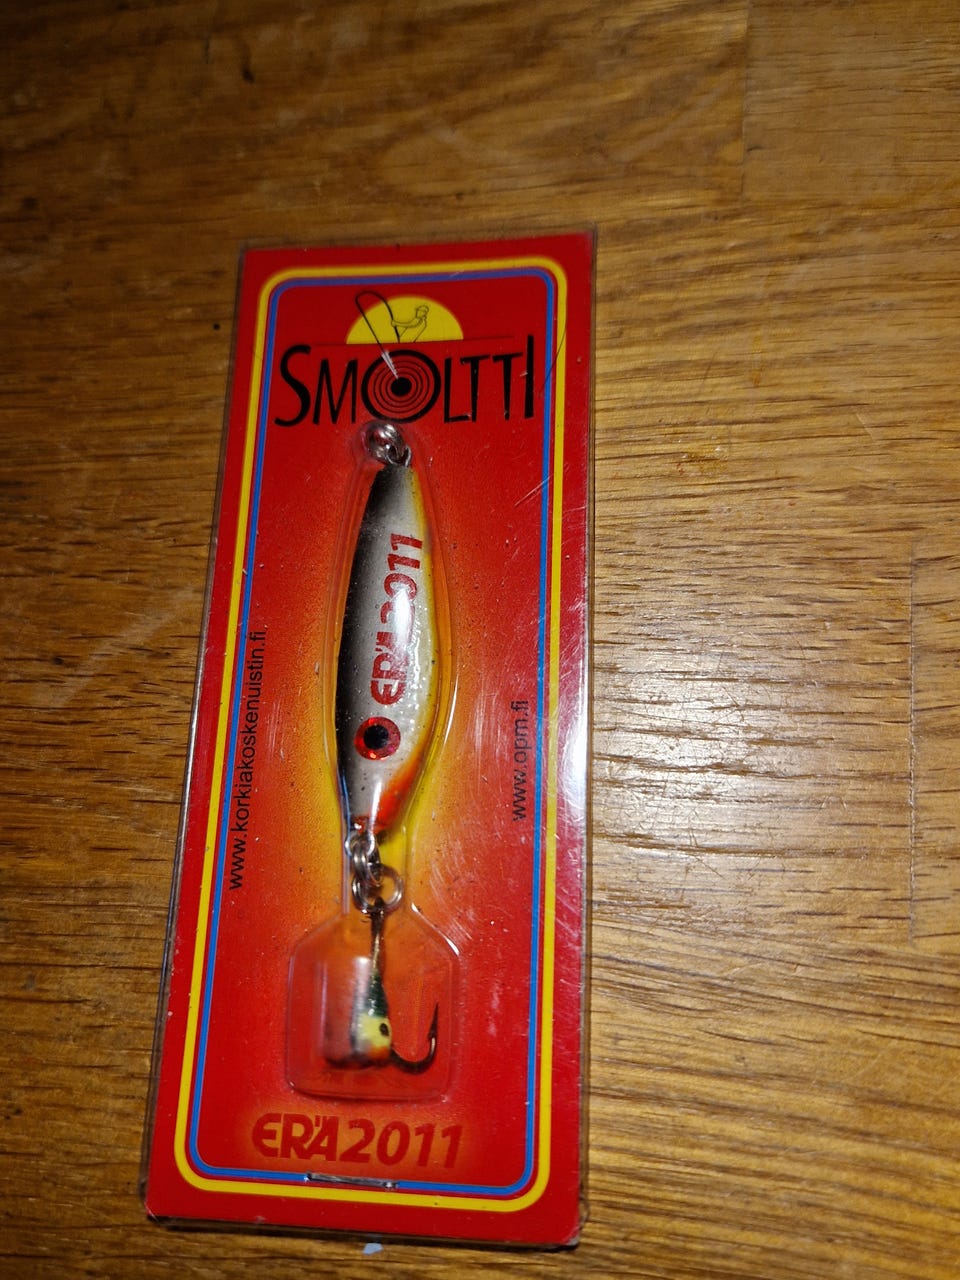 SMOLTTI
ERÄ2011
www.korkiakoskenuistin.fi
www.opm.fi
ERÄ2011